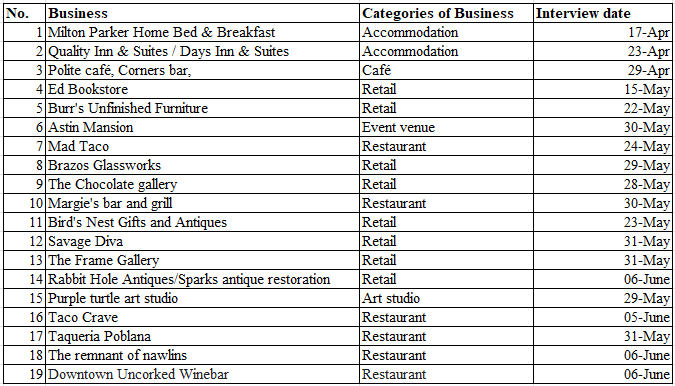 No. Business Categories of Business Interview date
1 Milton Parker Home Bed & Breakfast Accommodation 17-Apr
2 Quality Inn & Suites / Days Inn & Suites Accommodation 23-Apr
3 Polite café, Corners bar, Café 29-Apr
4 Ed Bookstore Retail 15-May
5 Burr's Unfinished Furniture Retail 22-May
6 Astin Mansion Event venue 30-May
7 Mad Taco Restaurant 24-May
8 Brazos Glassworks Retail 29-May
9 The Chocolate gallery Retail 28-May
10 Margie's bar and grill Restaurant 30-May
11 Bird's Nest Gifts and Antiques Retail 23-May
12 Savage Diva Retail 31-May
13 The Frame Gallery Retail 31-May
14 Rabbit Hole Antiques/Sparks antique restoration Retail 06-June
15 Purple turtle art studio Art studio 29-May
16 Taco Crave Restaurant 05-June
17 Taqueria Poblana Restaurant 31-May
18 The remnant of nawlins Restaurant 06-June
19 Downtown Uncorked Winebar Restaurant 06-June